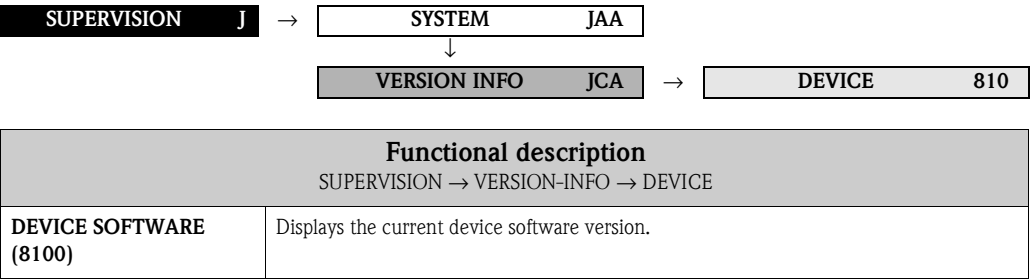 SUPERVISION J → SYSTEM JAA
↓
VERSION INFO JCA → DEVICE 810
Functional description
SUPERVISION → VERSION-INFO → DEVICE
DEVICE SOFTWARE Displays the current device software version.
(8100)